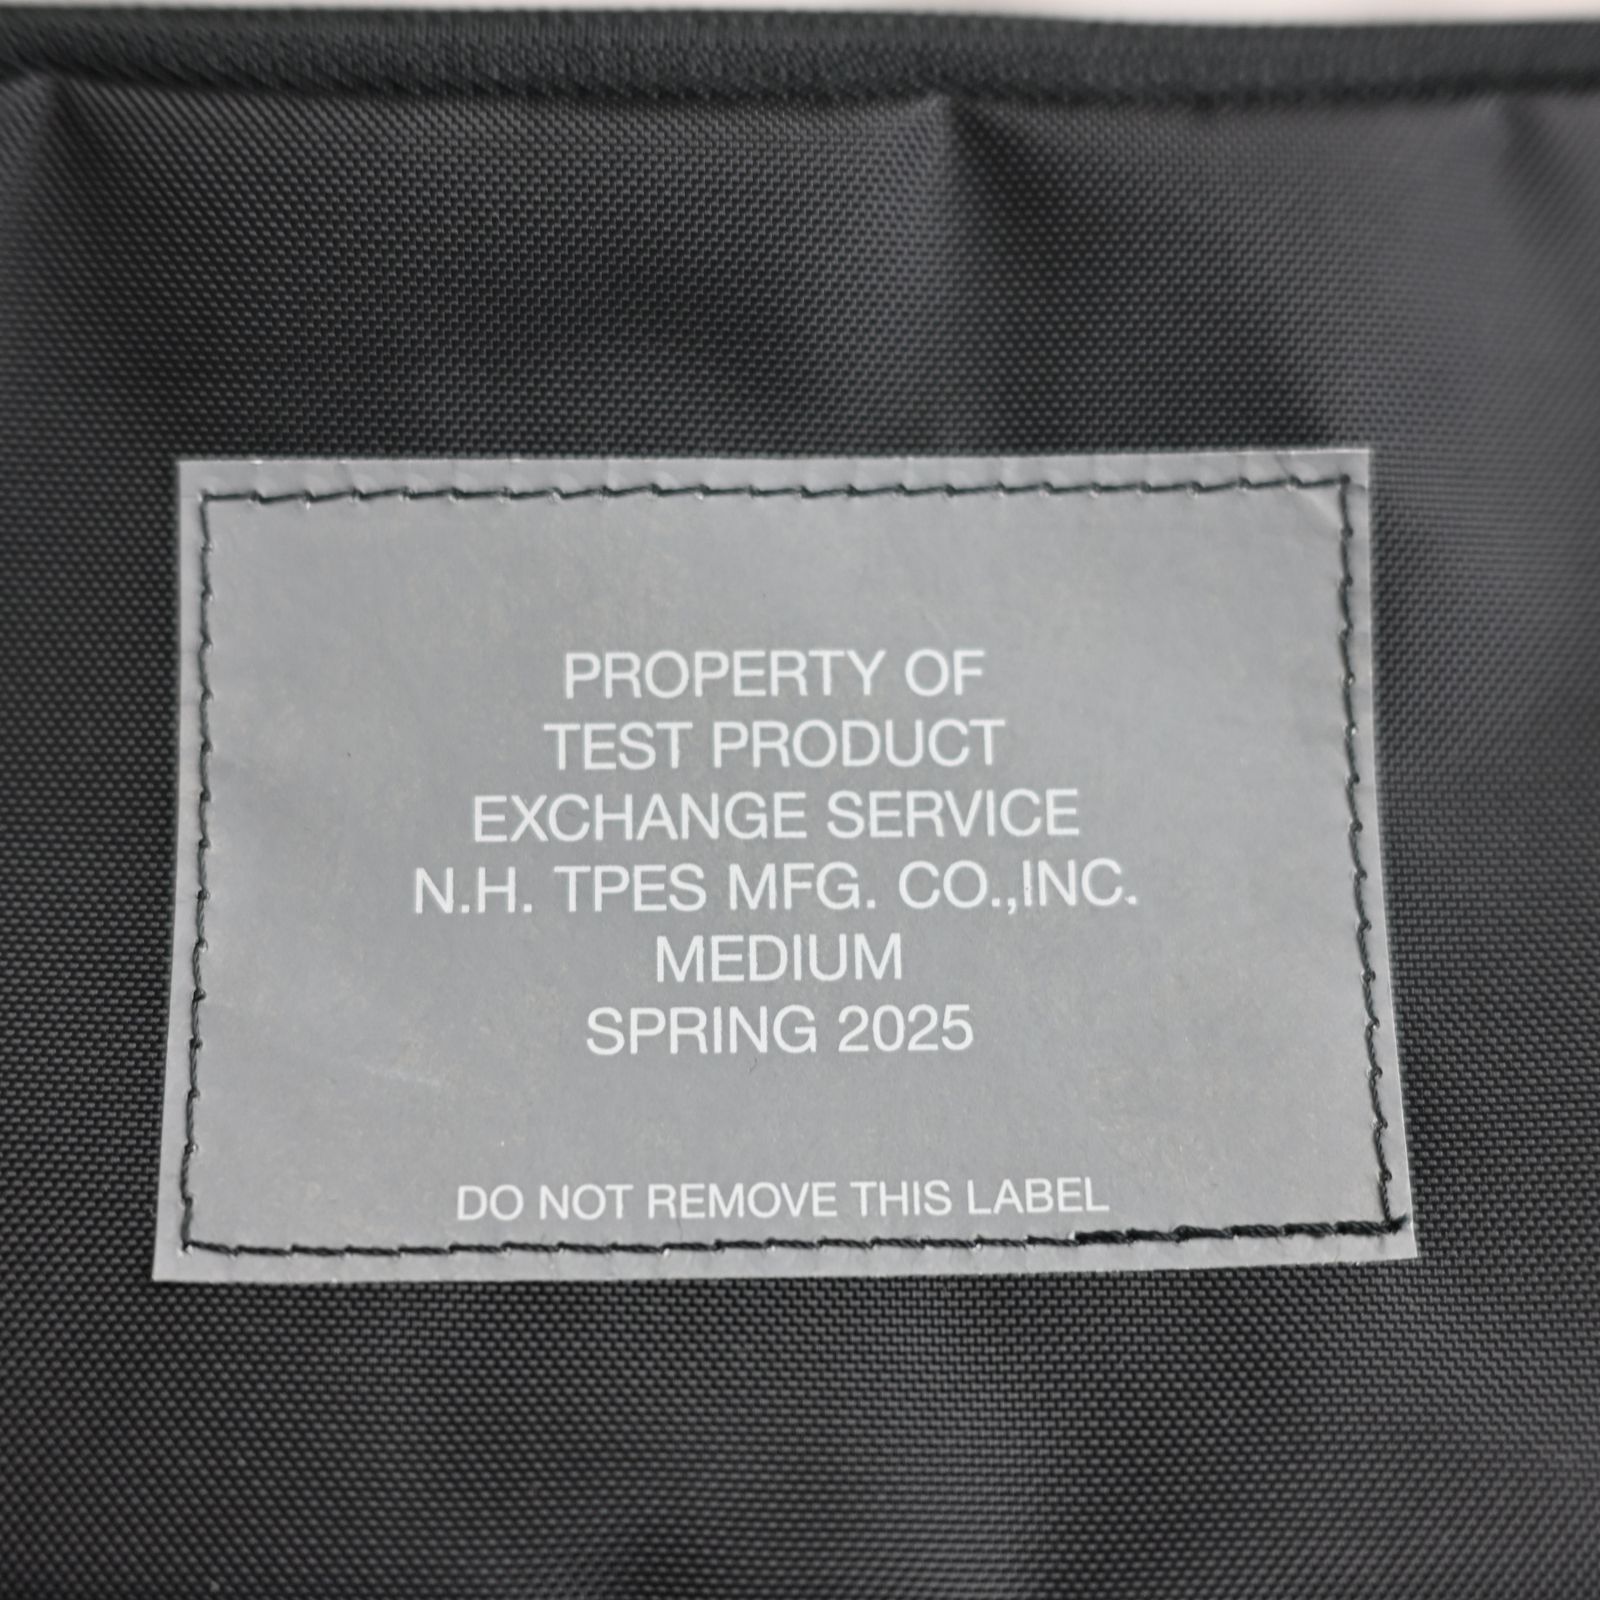 PROPERTY OF
TEST PRODUCT
EXCHANGE SERVICE
N.H. TPES MFG. CO.,INC.
MEDIUM
SPRING 2025
DO NOT REMOVE THIS LABEL